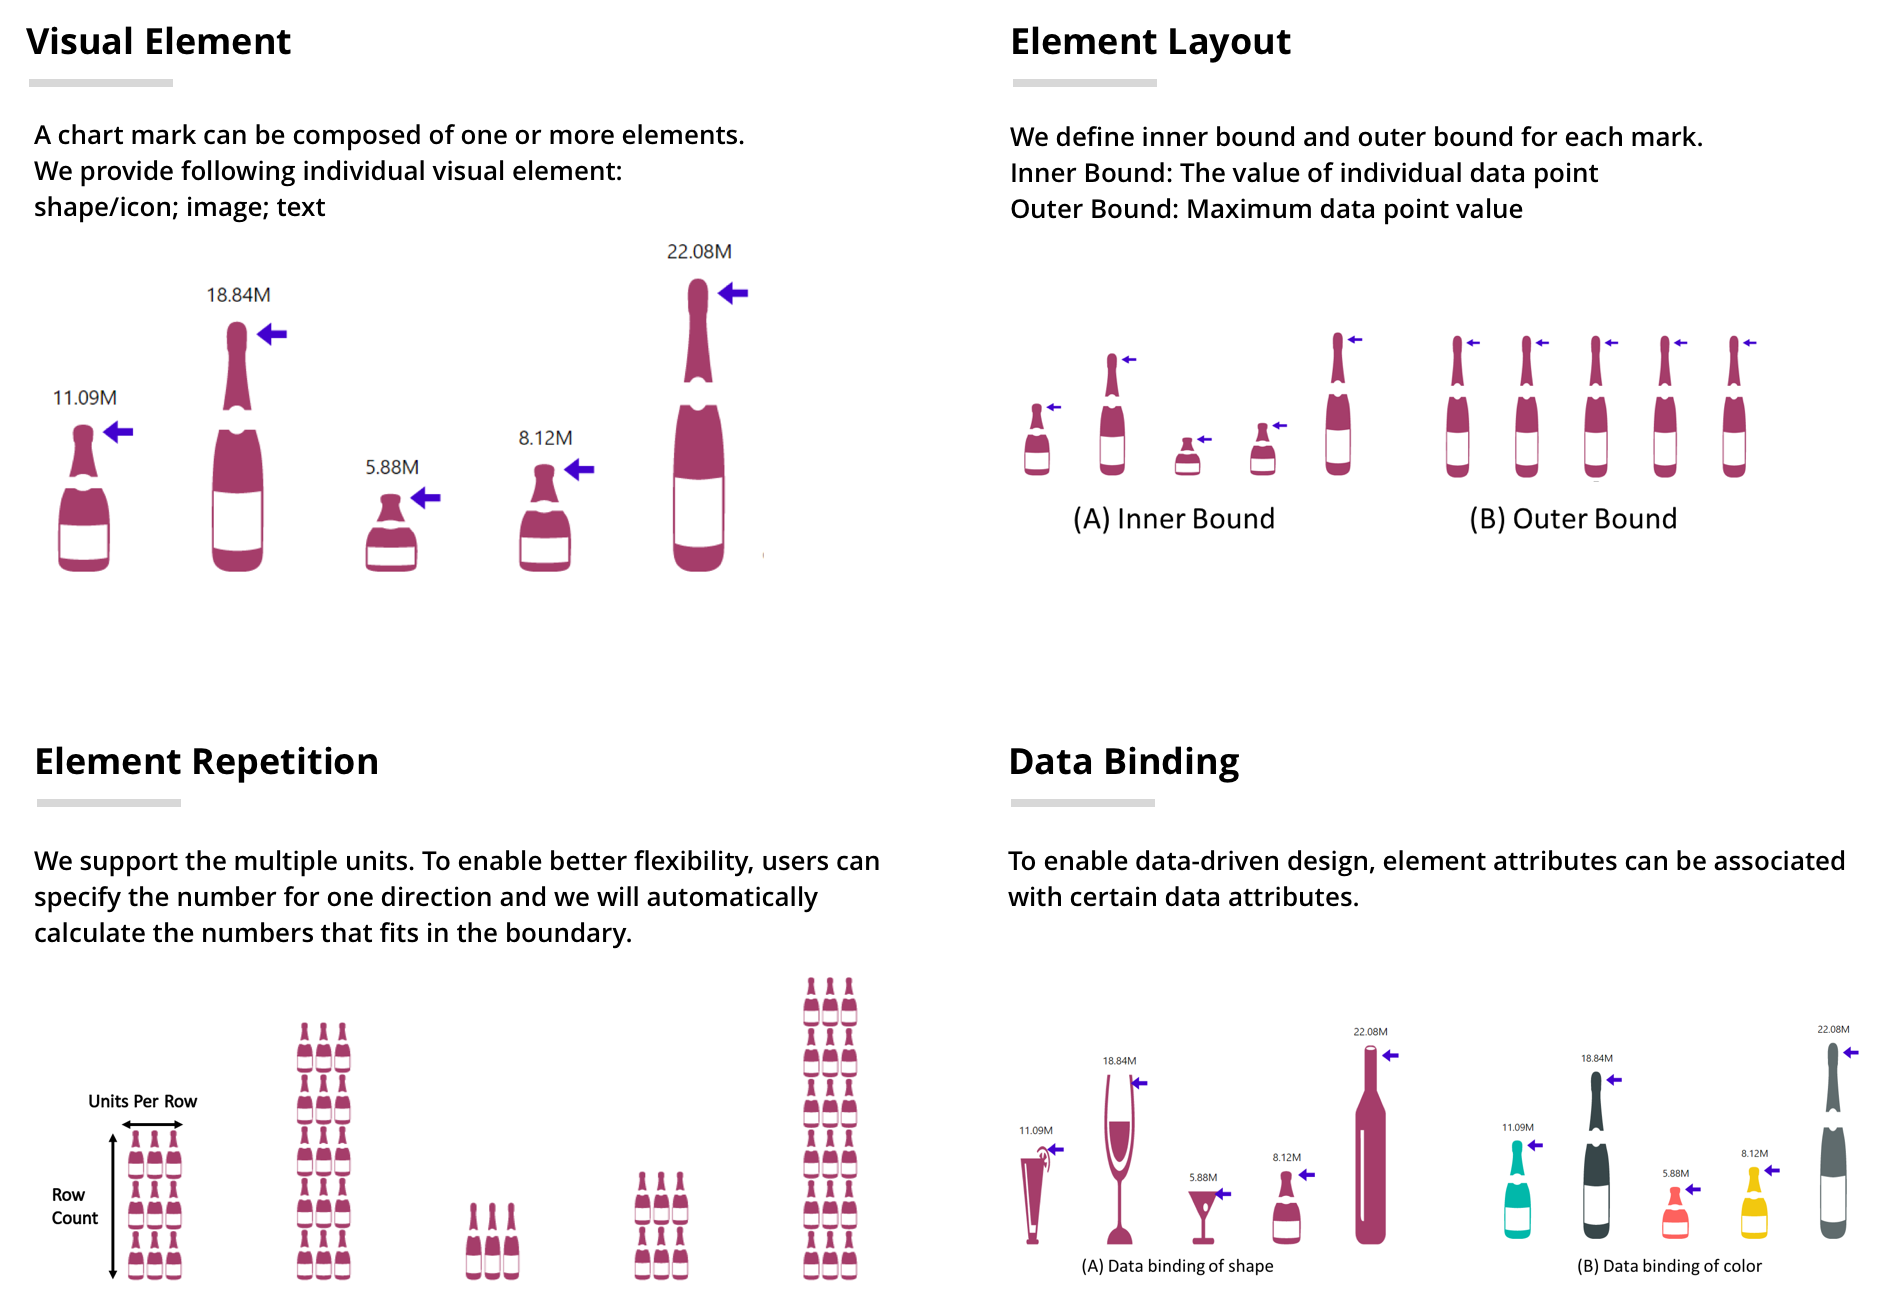 Visual Element
A chart mark can be composed of one or more elements.
We provide following individual visual element:
shape/icon; image; text
22.08M
18.84M
11.09M
8.12M
5.88M
Element Layout
We define inner bound and outer bound for each mark.
Inner Bound: The value of individual data point
Outer Bound: Maximum data point value
(A) Inner Bound
(B) Outer Bound
Element Repetition
We support the multiple units. To enable better flexibility, users can
specify the number for one direction and we will automatically
calculate the numbers that fits in the boundary.
Units Per Row
Row
Count
Data Binding
To enable data-driven design, element attributes can be associated
with certain data attributes.
22.08M
18.84M
11.09M
8.12M
5.88M
(A) Data binding of shape
22.08M
18.84M
11.09M
8.12M
5.88M
(B) Data binding of color